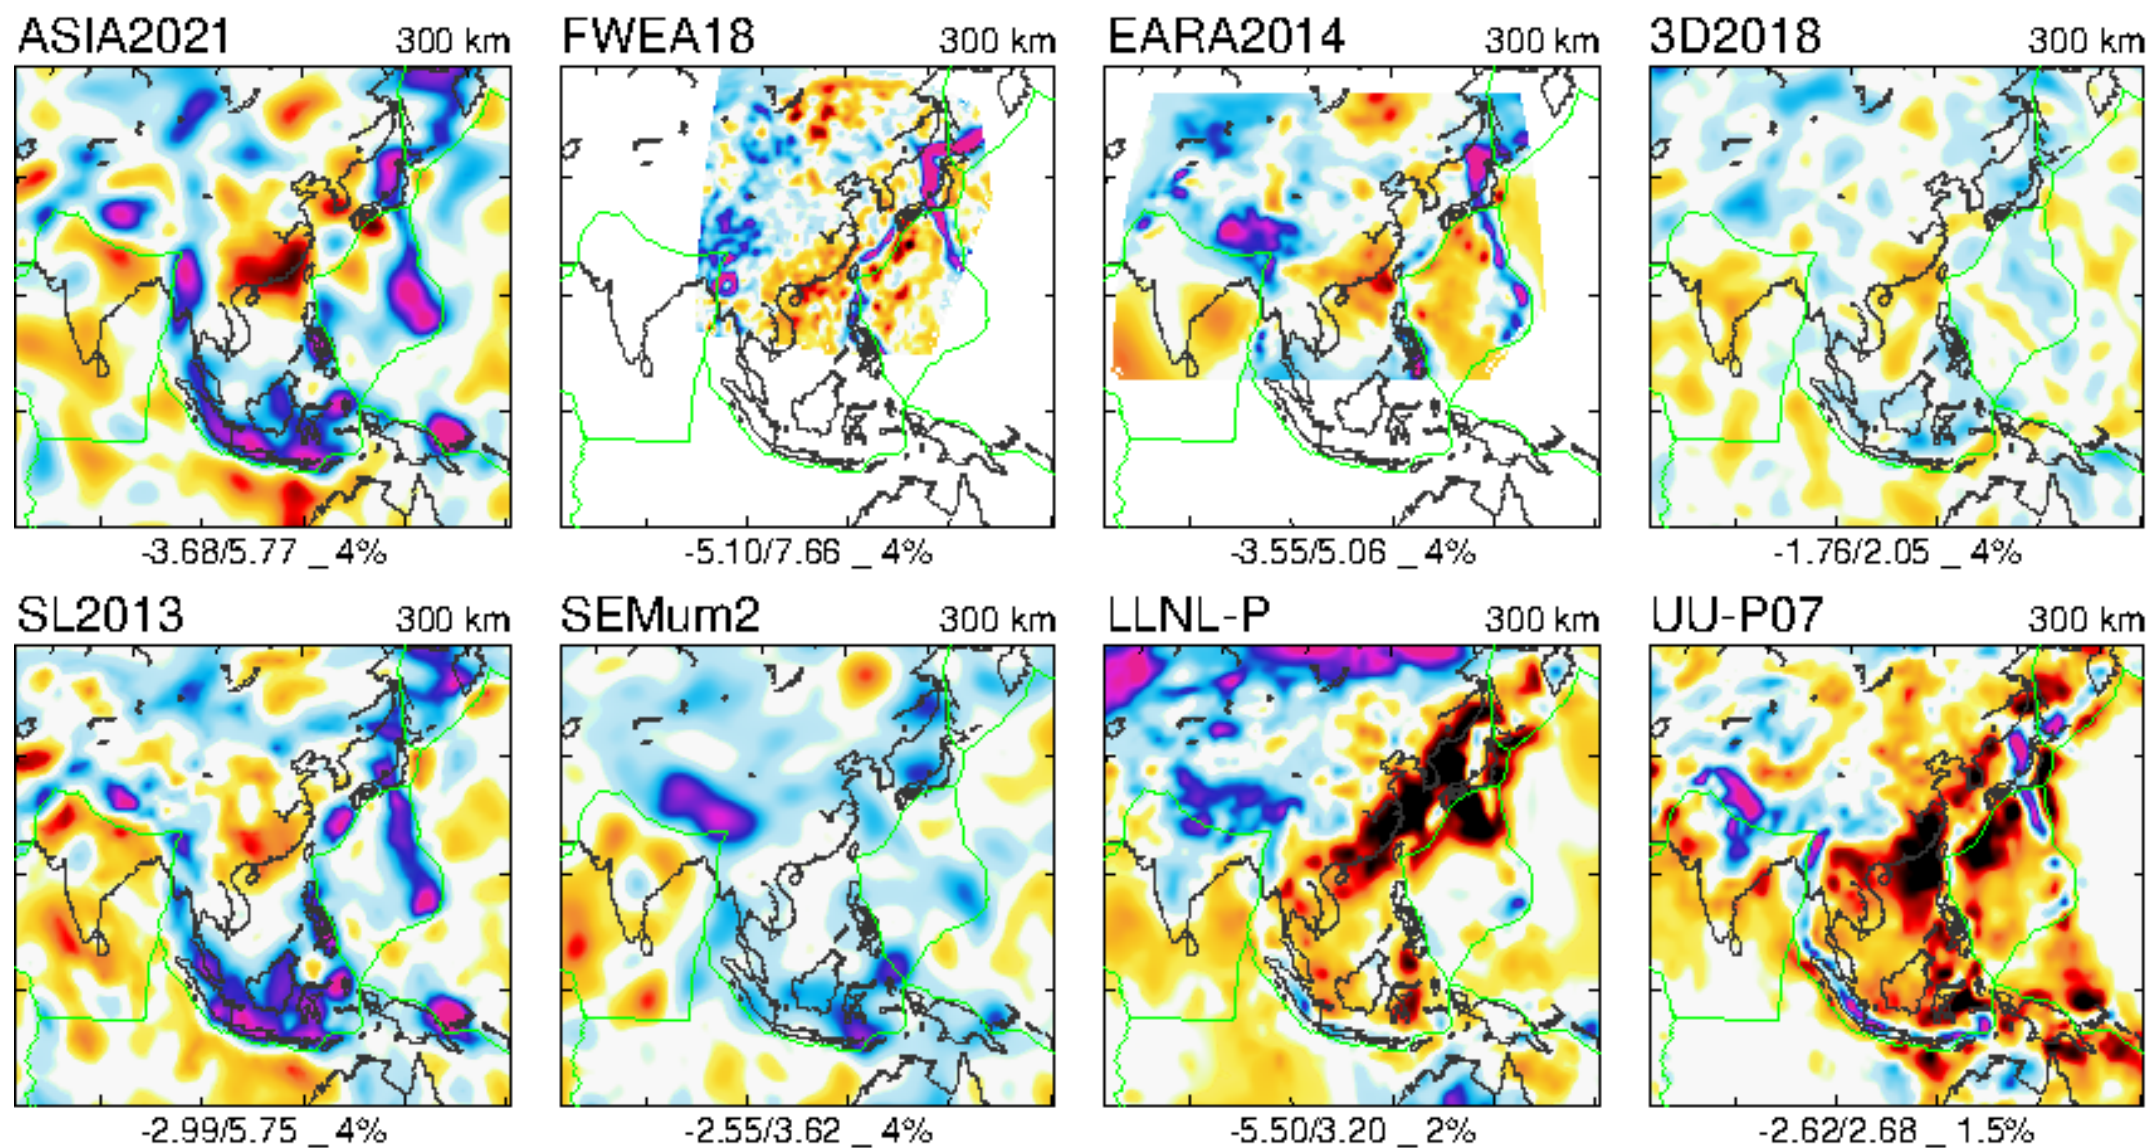 ASIA2021 300 km
FWEA18 300 km
EARA2014 300 km
3D2018 300 km
-3.68/5.77 _ 4%
-5.10/7.66 _ 4%
-3.55/5.06 _ 4%
-1.76/2.05 _ 4%
SL2013 300 km
SEMum2 300 km
LLNL-P 300 km
UU-P07 300 km
-2.99/5.75 _ 4%
-2.55/3.62 _ 4%
-5.50/3.20 _ 2%
-2.62/2.68 _ 1.5%